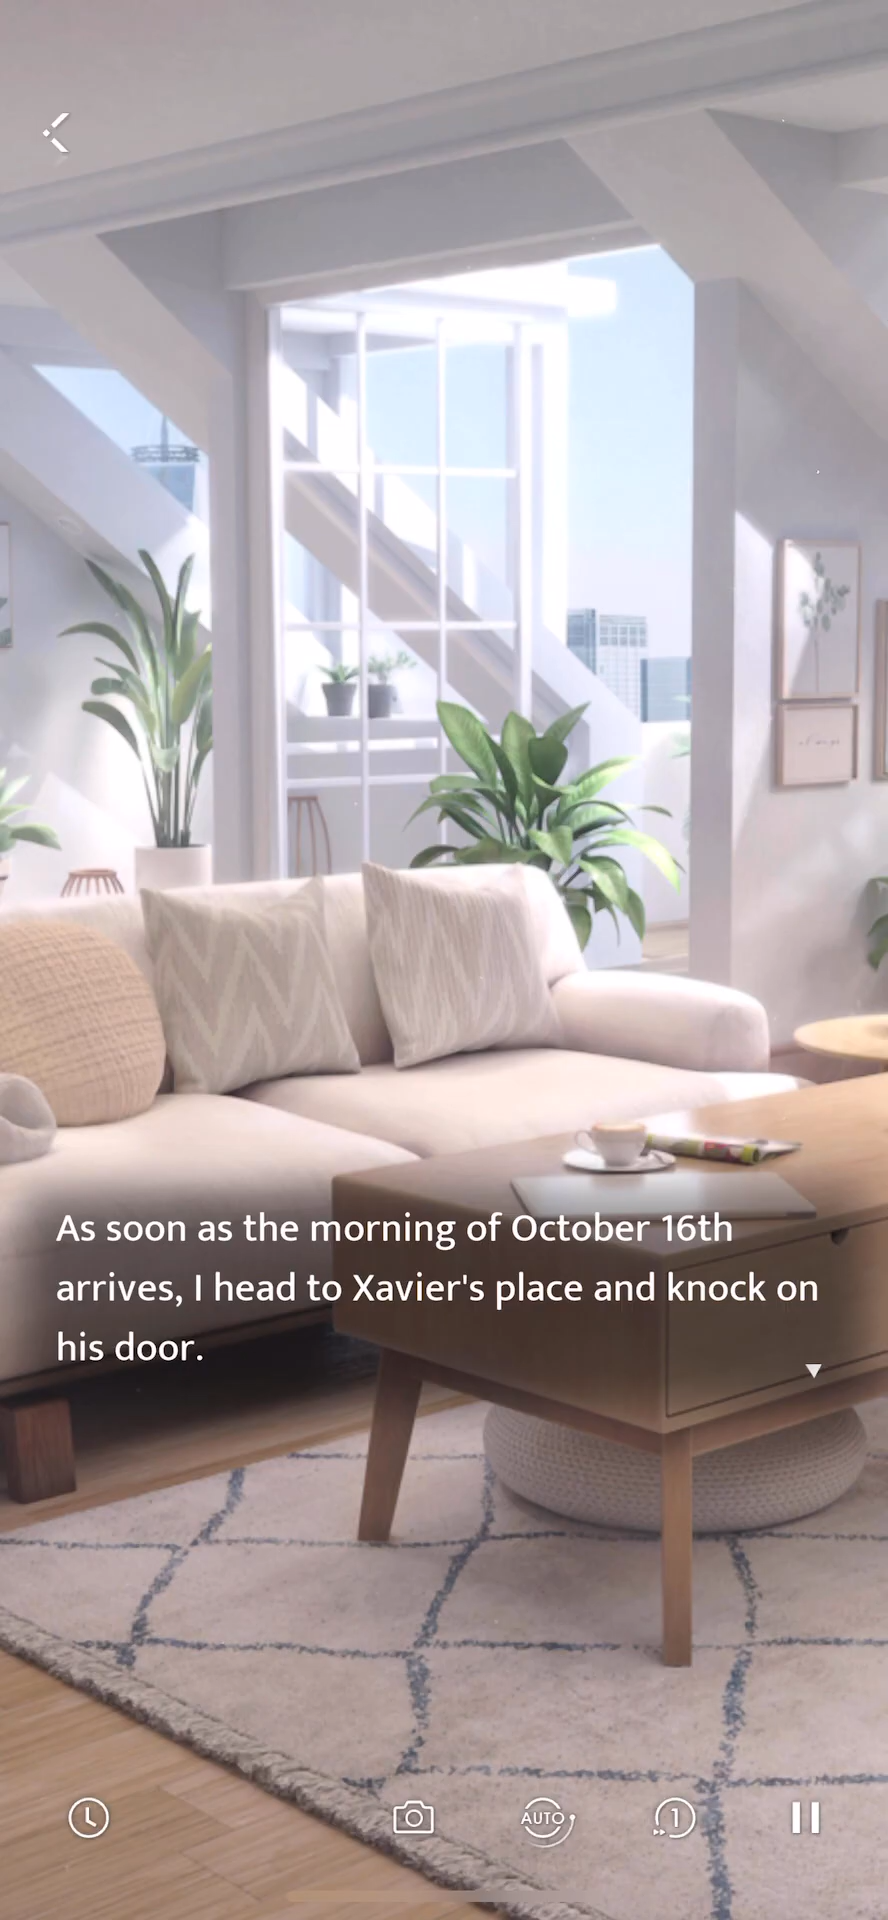 As soon as the morning of October 16th
arrives, I head to Xavier's place and knock on
his door.
AUTO
1